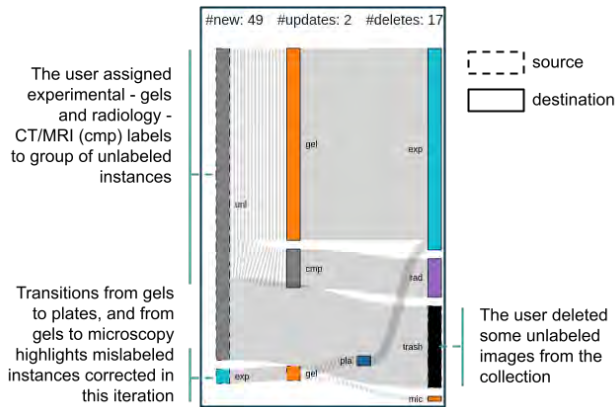 #new: 49 #updates: 2 #deletes: 17
The user assigned
experimental - gels
and radiology -
CT/MRI (cmp) labels
to group of unlabeled
instances
source
destination
gel
exp
unl
cmp
rad
Transitions from gels
to plates, and from
gels to microscopy
highlights mislabeled
instances corrected in
this iteration
The user deleted
some unlabeled
images from the
collection
trash
pla
exp
gel
mic